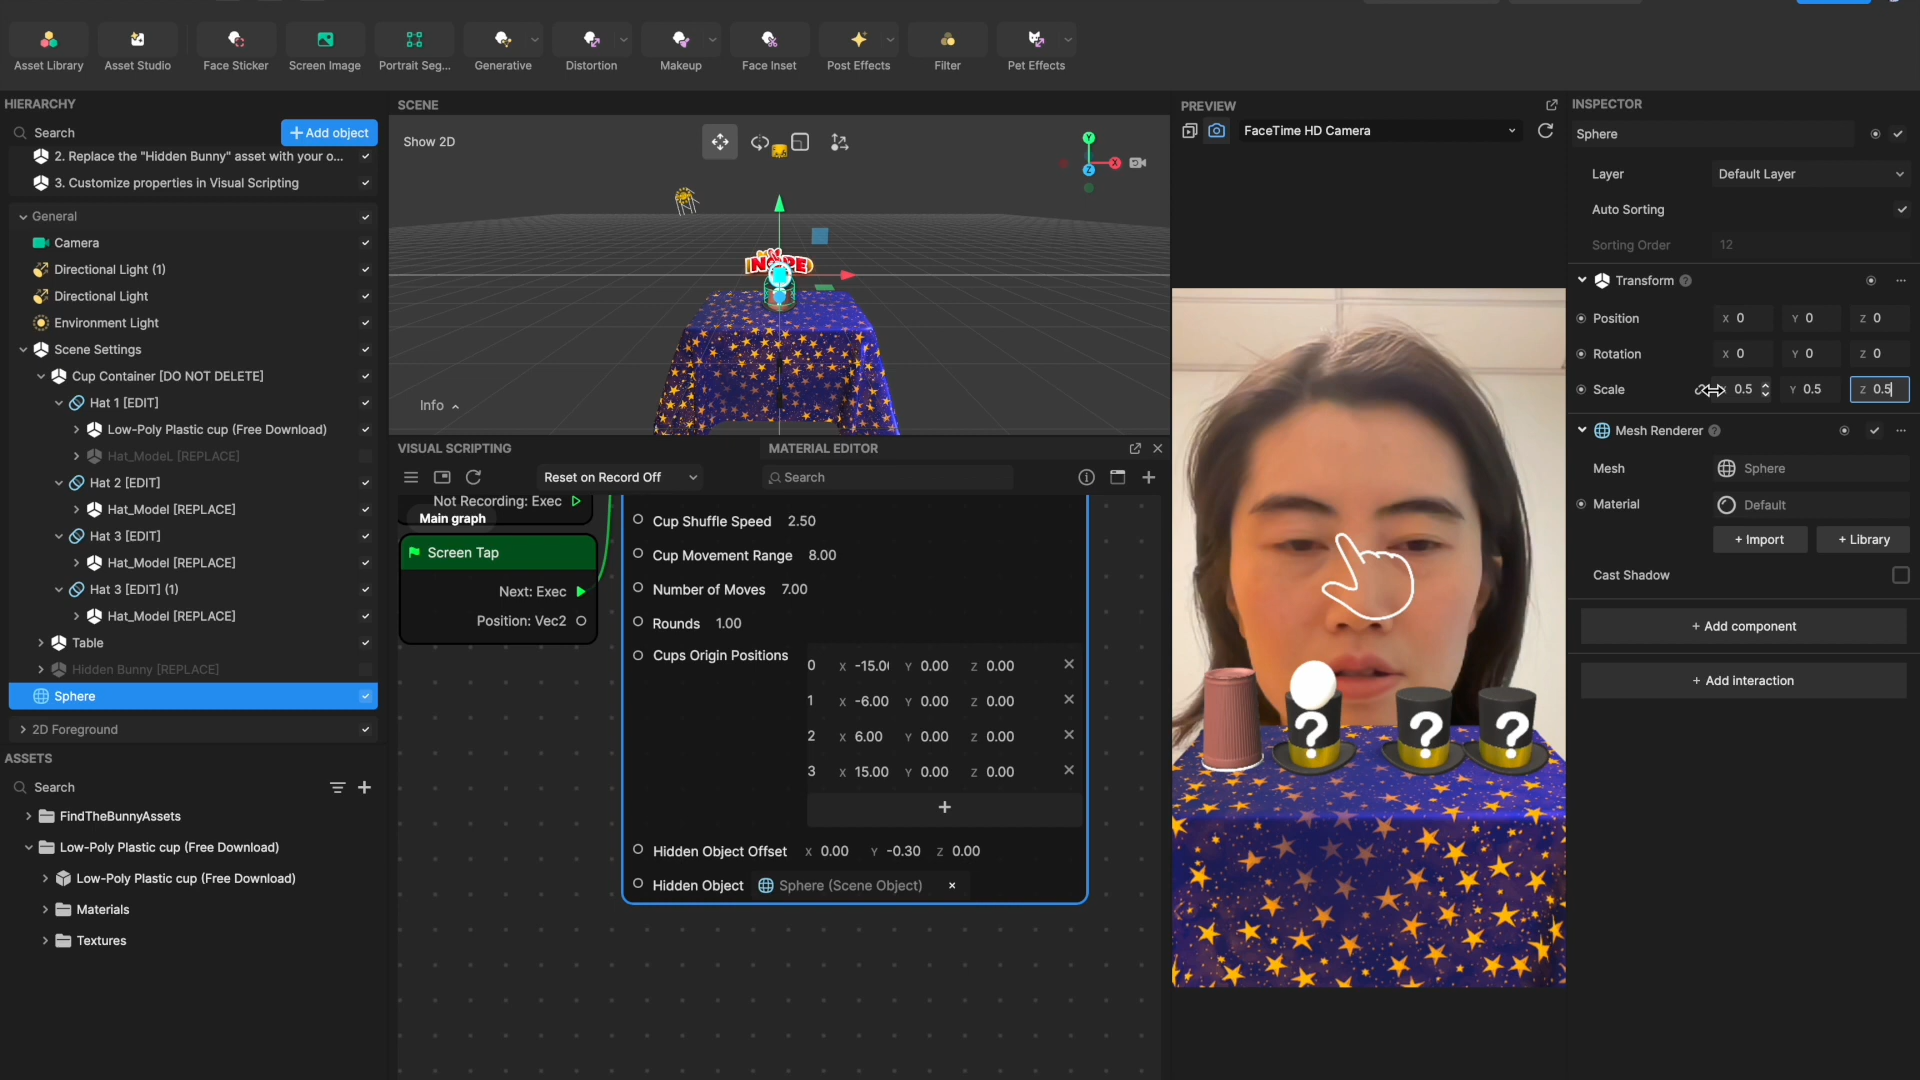 Asset Library
Asset Studio
Face Sticker
Screen Image
Portrait Seg...
Generative
Distortion
Makeup
Face Inset
Post Effects
Filter
Pet Effects
HIERARCHY
Search
+ Add object
2. Replace the "Hidden Bunny" asset with your o...
3. Customize properties in Visual Scripting
General
Camera
Directional Light (1)
Directional Light
Environment Light
Scene Settings
Cup Container [DO NOT DELETE]
Hat 1 [EDIT]
Low-Poly Plastic cup (Free Download)
Hat_ModeL [REPLACE]
Hat 2 [EDIT]
Hat_Model [REPLACE]
Hat 3 [EDIT]
Hat_Model [REPLACE]
Hat 3 [EDIT] (1)
Hat_Model [REPLACE]
Table
Hidden Bunny [REPLACE]
Sphere
2D Foreground
ASSETS
Search
FindTheBunnyAssets
Low-Poly Plastic cup (Free Download)
Low-Poly Plastic cup (Free Download)
Materials
Textures
SCENE
Show 2D
Y
X
Z
NOPE
Info
VISUAL SCRIPTING
MATERIAL EDITOR
Reset on Record Off
Search
Not Recording: Exec
Main graph
Screen Tap
Next: Exec
Position: Vec2
Cup Shuffle Speed 2.50
Cup Movement Range 8.00
Number of Moves 7.00
Rounds 1.00
Cups Origin Positions
0 X -15.0 Y 0.00 Z 0.00
1 X -6.00 Y 0.00 Z 0.00
2 X 6.00 Y 0.00 Z 0.00
3 X 15.00 Y 0.00 Z 0.00
+
Hidden Object Offset X 0.00 Y -0.30 Z 0.00
Hidden Object Sphere (Scene Object) ×
PREVIEW
FaceTime HD Camera
? ? ?
INSPECTOR
Sphere
Layer Default Layer
Auto Sorting
Sorting Order 12
Transform
Position X 0 Y 0 Z 0
Rotation X 0 Y 0 Z 0
Scale 0.5 Y 0.5 Z 0.5
Mesh Renderer
Mesh Sphere
Material Default
+ Import + Library
Cast Shadow
+ Add component
+ Add interaction